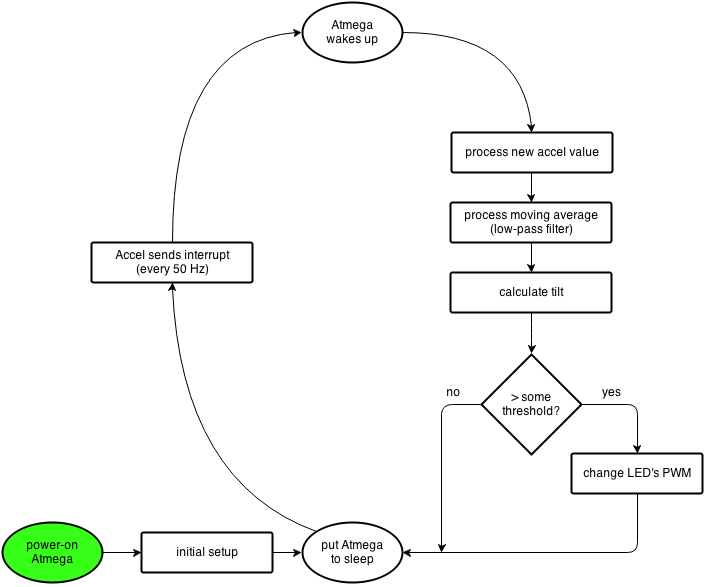 Atmega
wakes up
process new accel value
process moving average
(low-pass filter)
Accel sends interrupt
(every 50 Hz)
calculate tilt
no
> some
threshold?
yes
change LED's PWM
power-on
Atmega
initial setup
put Atmega
to sleep